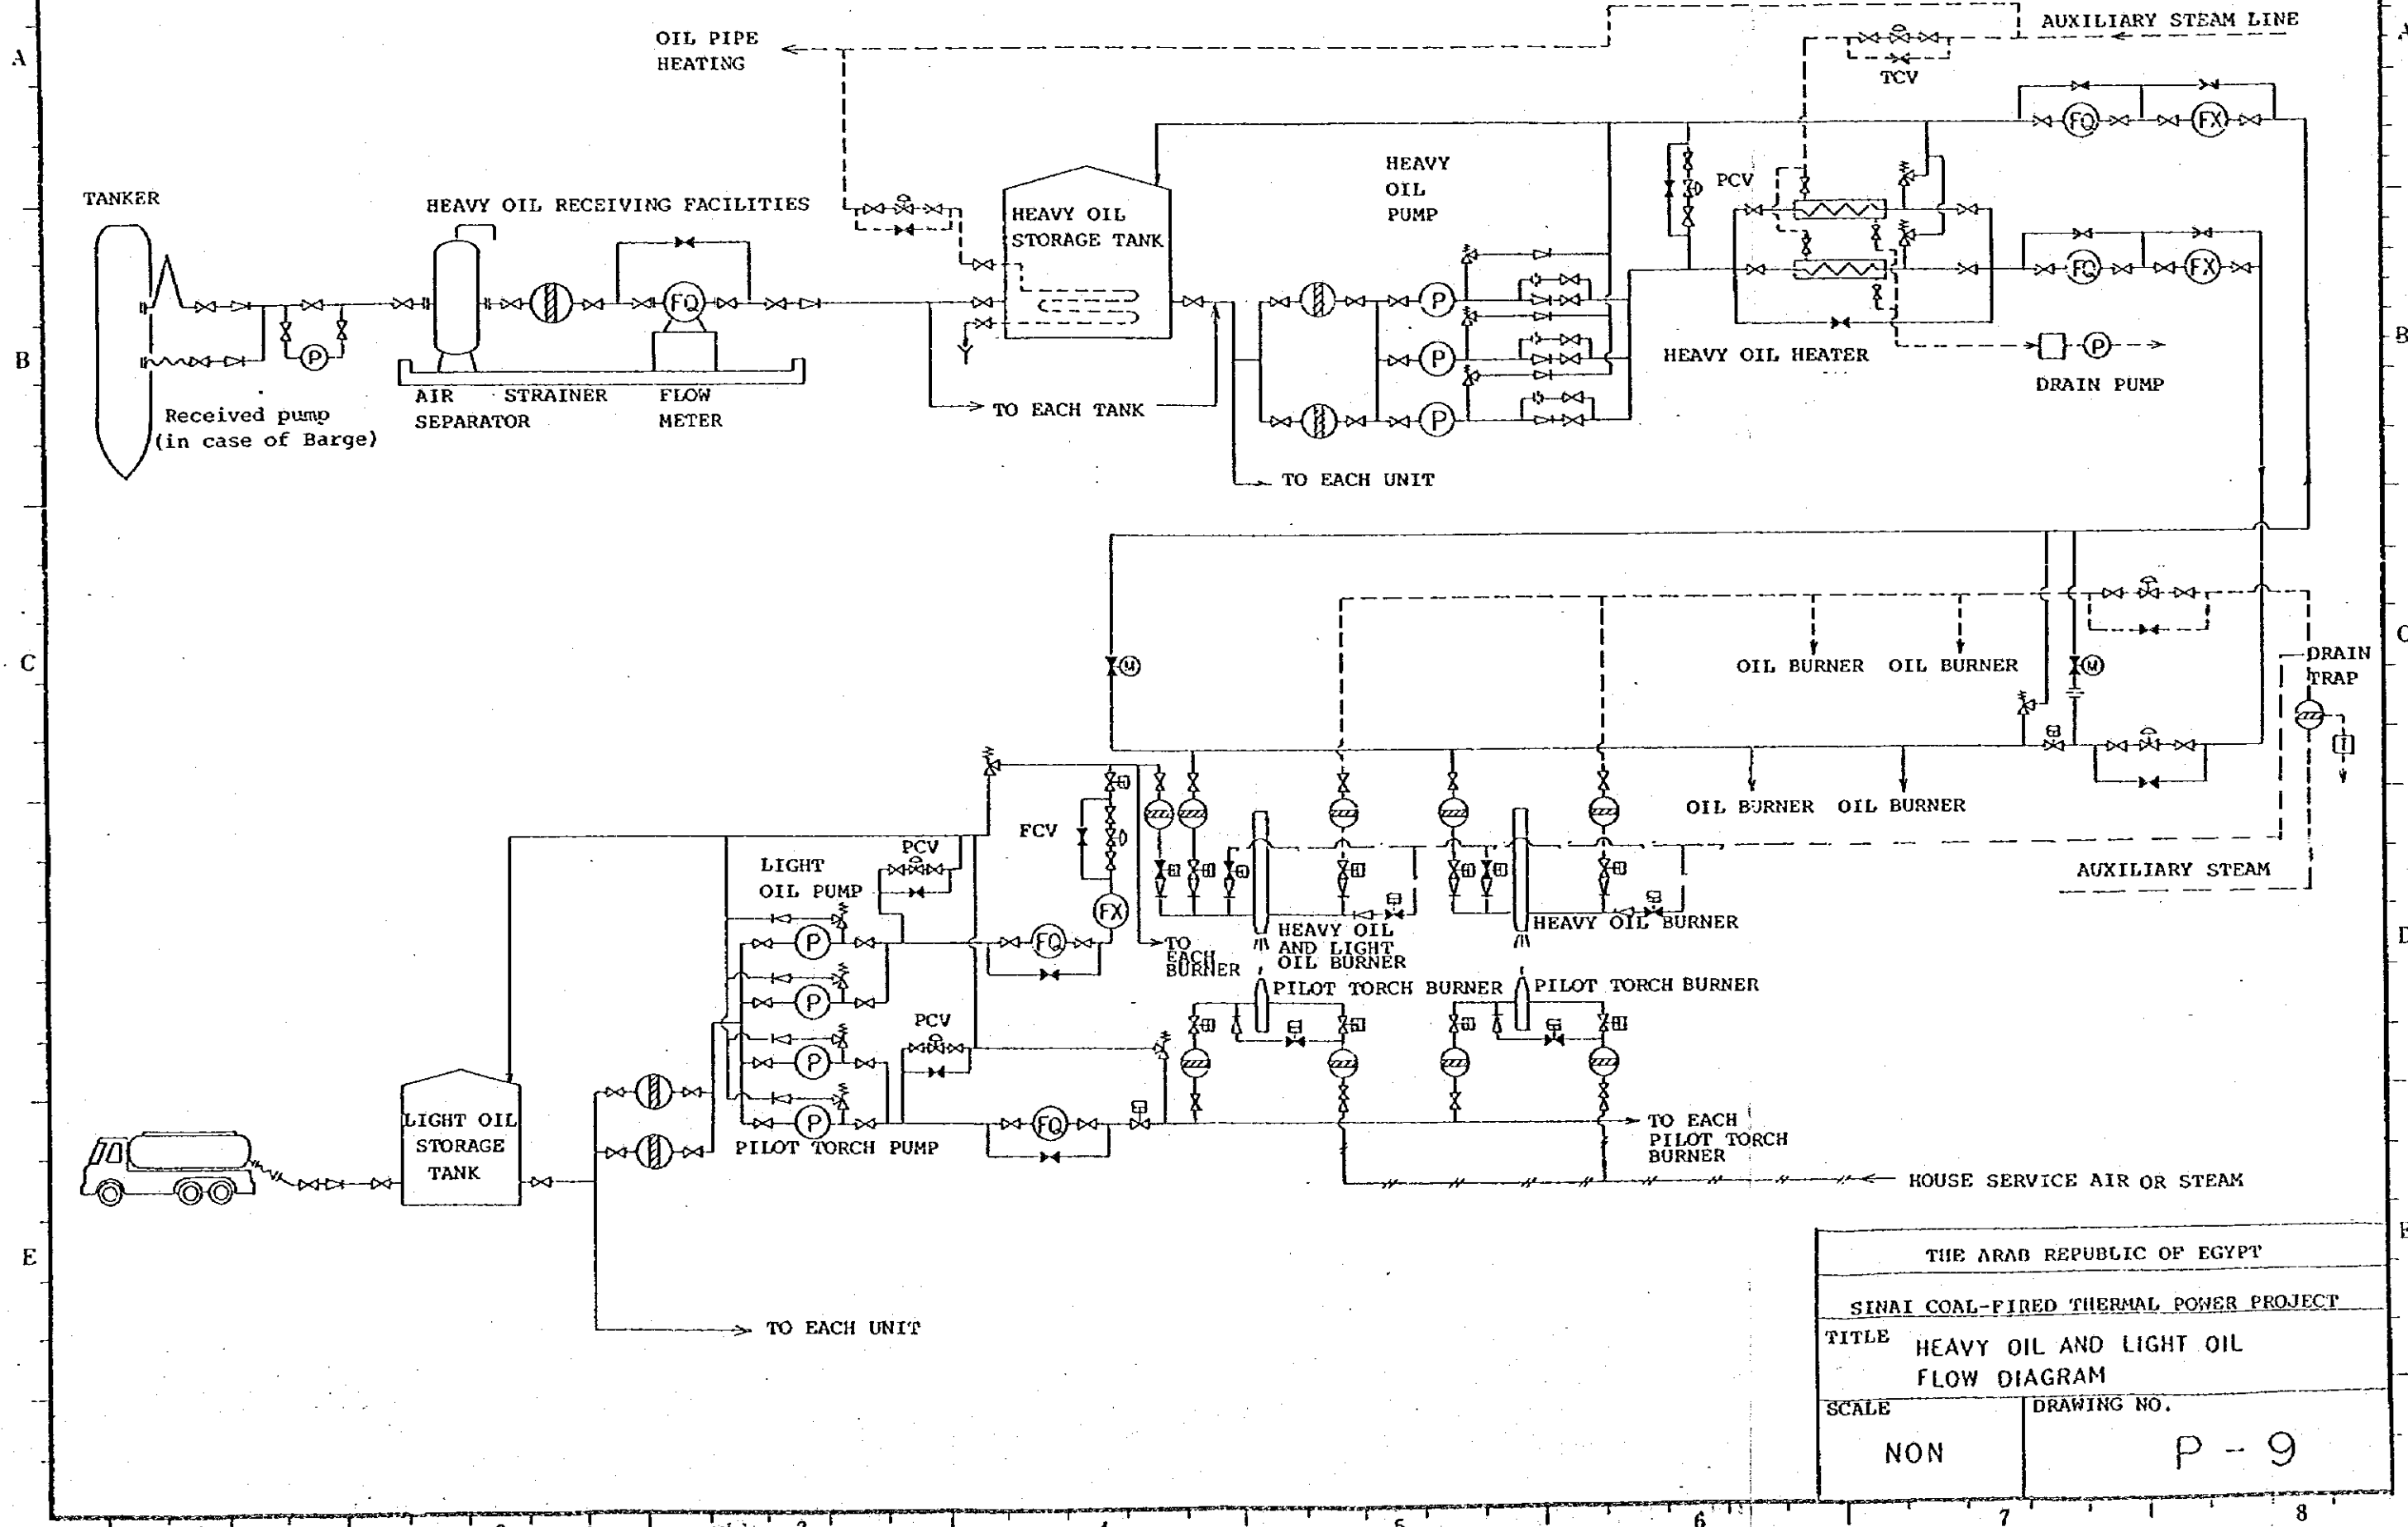 A
OIL PIPE
HEATING
AUXILIARY STEAM LINE
TCV
FQ
FX
TANKER
HEAVY OIL RECEIVING FACILITIES
HEAVY OIL
STORAGE TANK
HEAVY
OIL
PUMP
PCV
FQ
P
FQ
FX
P
P
P
P
P
B
B
HEAVY OIL HEATER
DRAIN PUMP
AIR
SEPARATOR
STRAINER
FLOW
METER
TO EACH TANK
Received pump
(in case of Barge)
TO EACH UNIT
C
M
OIL BURNER
OIL BURNER
M
DRAIN
TRAP
OIL BURNER
OIL BURNER
FCV
PCV
LIGHT
OIL PUMP
AUXILIARY STEAM
FX
P
FQ
TO
EACH
BURNER
HEAVY OIL
AND LIGHT
OIL BURNER
HEAVY OIL BURNER
D
P
PILOT TORCH BURNER
PILOT TORCH BURNER
PCV
P
LIGHT OIL
STORAGE
TANK
P
PILOT TORCH PUMP
FQ
TO EACH
PILOT TORCH
BURNER
HOUSE SERVICE AIR OR STEAM
E
TO EACH UNIT
THE ARAB REPUBLIC OF EGYPT
SINAI COAL-FIRED THERMAL POWER PROJECT
TITLE
HEAVY OIL AND LIGHT OIL
FLOW DIAGRAM
SCALE
NON
DRAWING NO.
P - 9
5
6
7
8